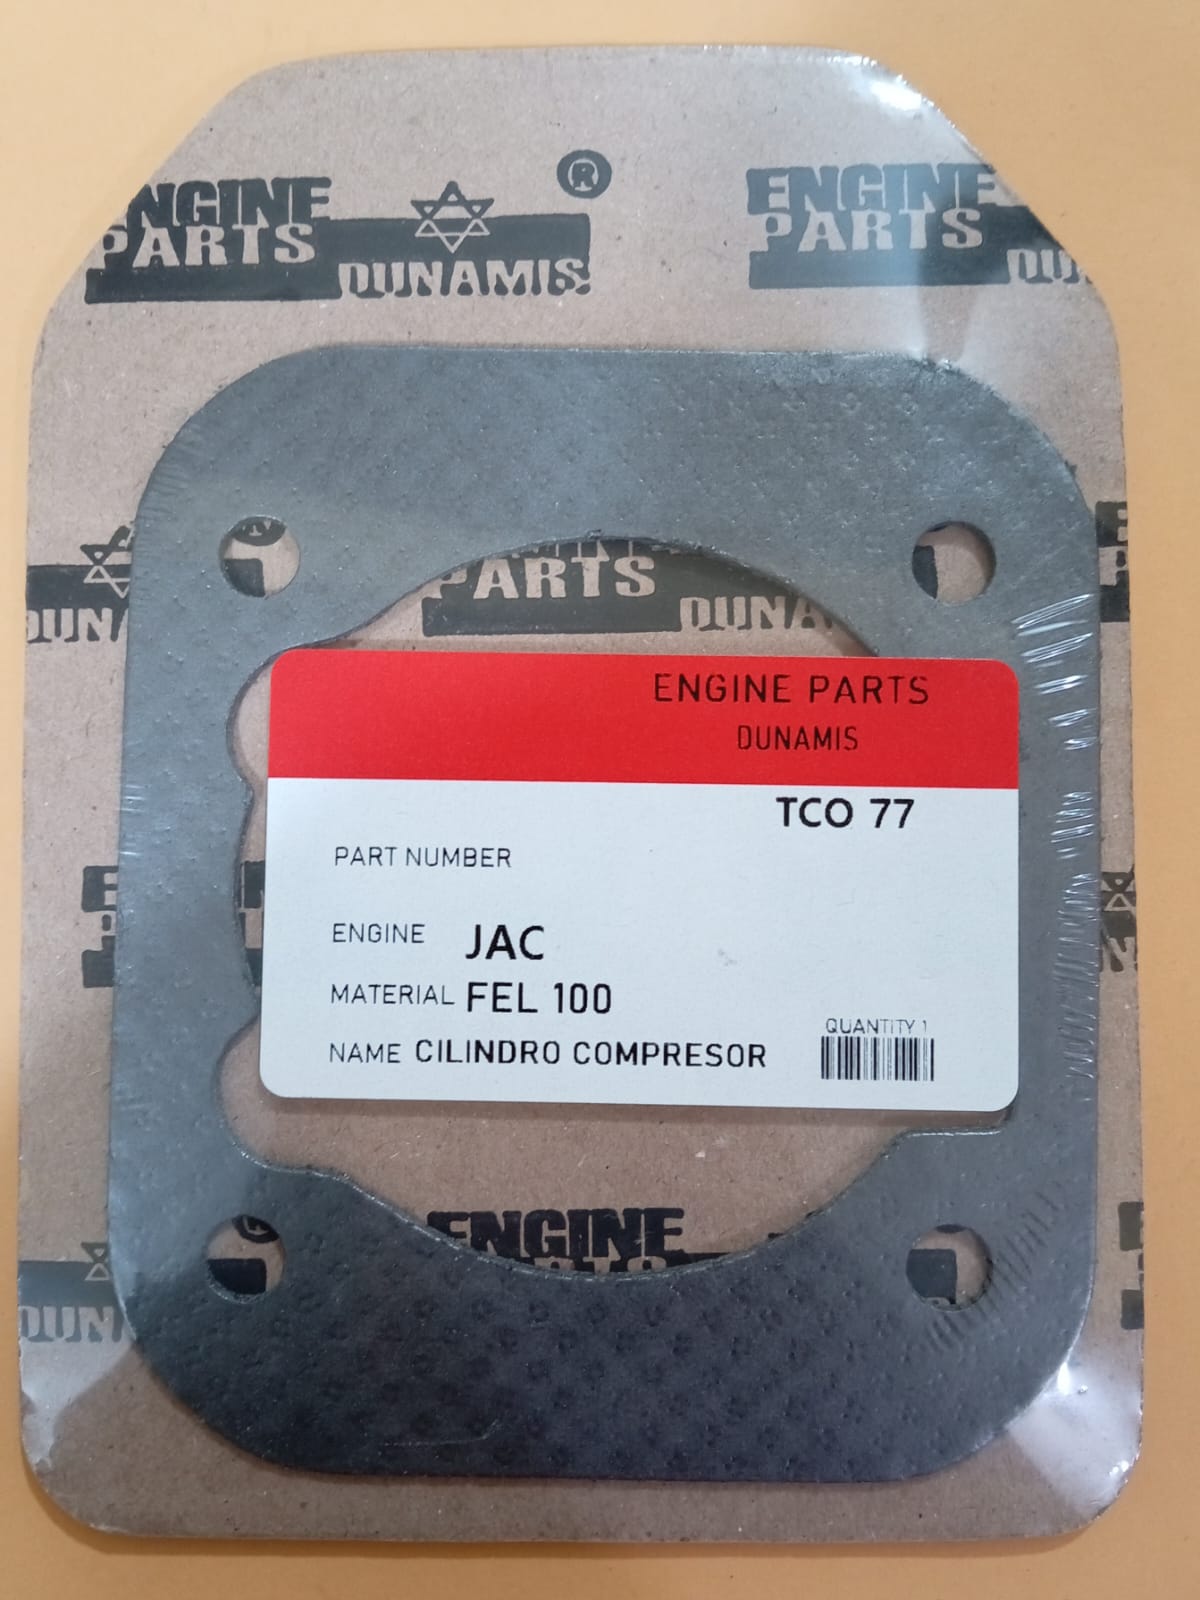 ENGINE
PARTS
DUNAMIS
®
ENGINE
PARTS
PARTS
ENGINE PARTS
DUNAMIS
TCO 77
PART NUMBER
ENGINE JAC
MATERIAL FEL 100
NAME CILINDRO COMPRESOR
QUANTITY 1
ENGINE